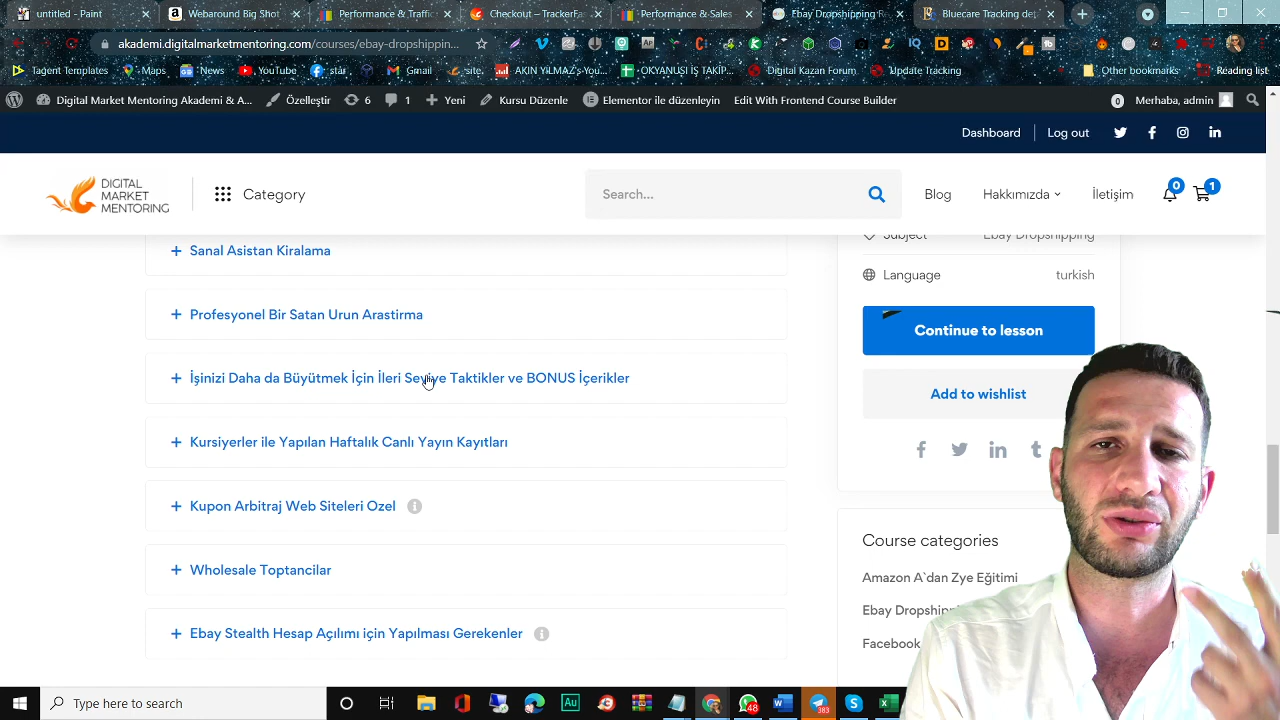 untitled - Paint
Webaround Big Shot
Performance & Traffic
Checkout – TrackerFas
Performance & Sales
Ebay Dropshipping
Bluecare Tracking det
akademi.digitalmarketmentoring.com/courses/ebay-dropshippin...
Tagent Templates
Maps
News
YouTube
star
Gmail
site
AKIN YILMAZ's-You...
OKYANUSI İŞ TAKİP...
Digital Kazan Forum
Update Tracking
Other bookmarks
Reading list
Digital Market Mentoring Akademi & A...
Özelleştir
6
1
Yeni
Kursu Düzenle
Elementor ile düzenleyin
Edit With Frontend Course Builder
0
Merhaba, admin
Dashboard
Log out
DIGITAL
MARKET
MENTORING
Category
Search...
Blog
Hakkımızda
İletişim
0
1
Subject
Ebay Dropshipping
Sanal Asistan Kiralama
Language
turkish
Profesyonel Bir Satan Urun Arastirma
Continue to lesson
İşinizi Daha da Büyütmek İçin İleri Seviye Taktikler ve BONUS İçerikler
Add to wishlist
Kursiyerler ile Yapılan Haftalık Canlı Yayın Kayıtları
Kupon Arbitraj Web Siteleri Ozel
Course categories
Wholesale Toptancilar
Amazon A`dan Zye Eğitimi
Ebay Dropshipp
Ebay Stealth Hesap Açılımı için Yapılması Gerekenler
Facebook
Type here to search
48
383